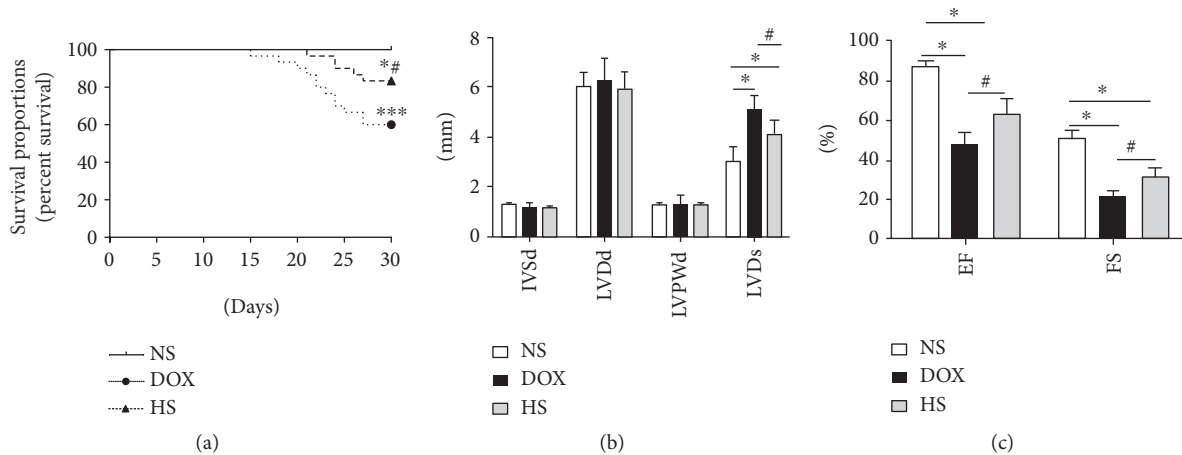 Survival proportions
(percent survival)
100
80
60
40
20
100
*#
***
0
5
10
15
20
25
30
(Days)
NS
DOX
HS
(a)
(mm)
8
6
4
2
0
#
*
*
IVSd
LVDd
LVPWd
LVDs
NS
DOX
HS
(b)
(%)
100
80
60
40
20
0
*
*
#
*
*
#
EF
FS
NS
DOX
HS
(c)